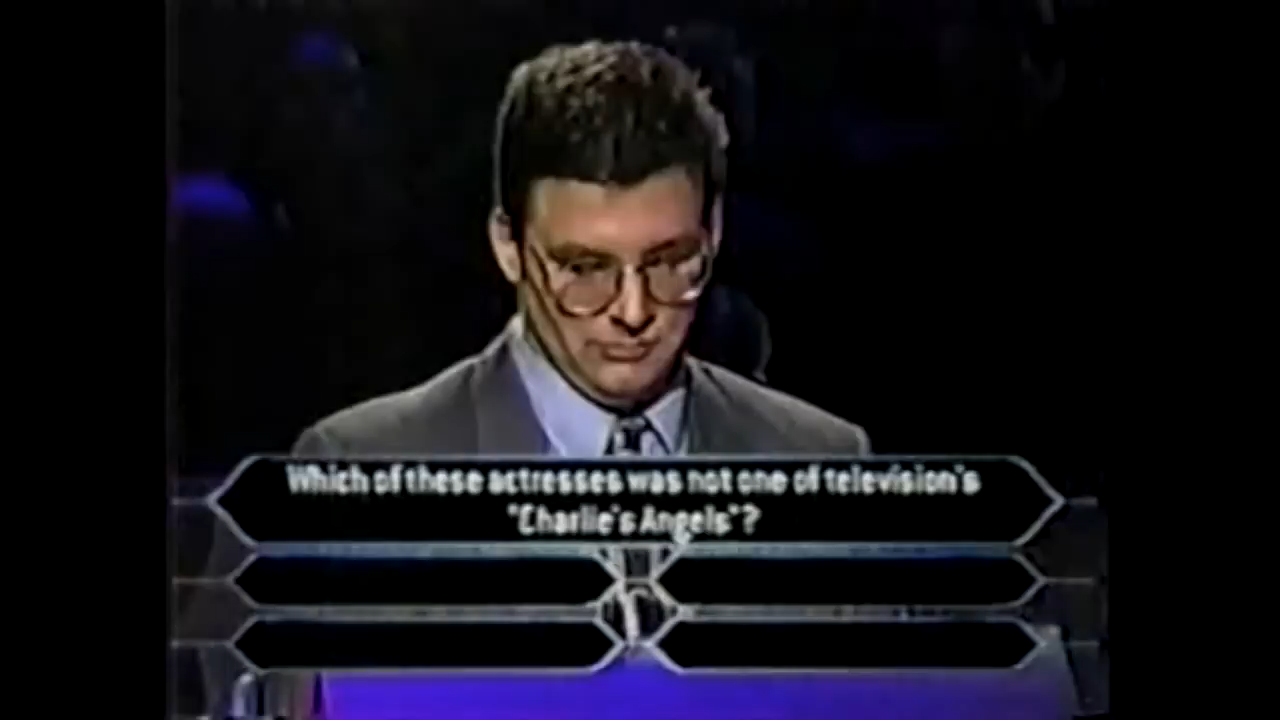 Which of these actresses was not one of television's
"Charlie's Angels"?